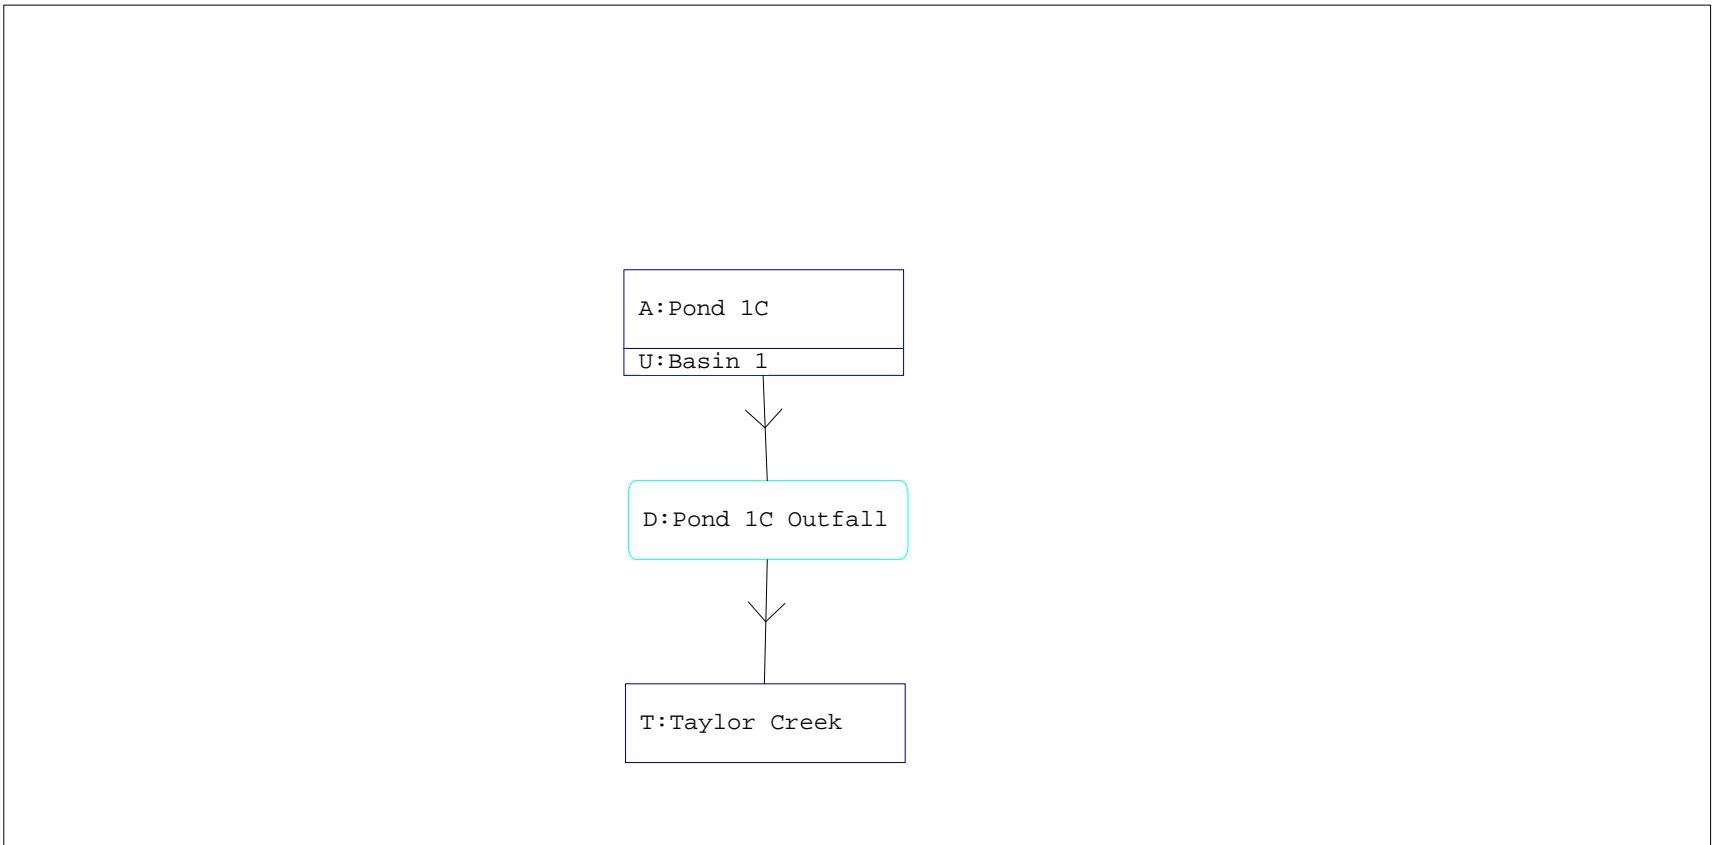 A:Pond 1C
U:Basin 1
D:Pond 1C Outfall
T:Taylor Creek